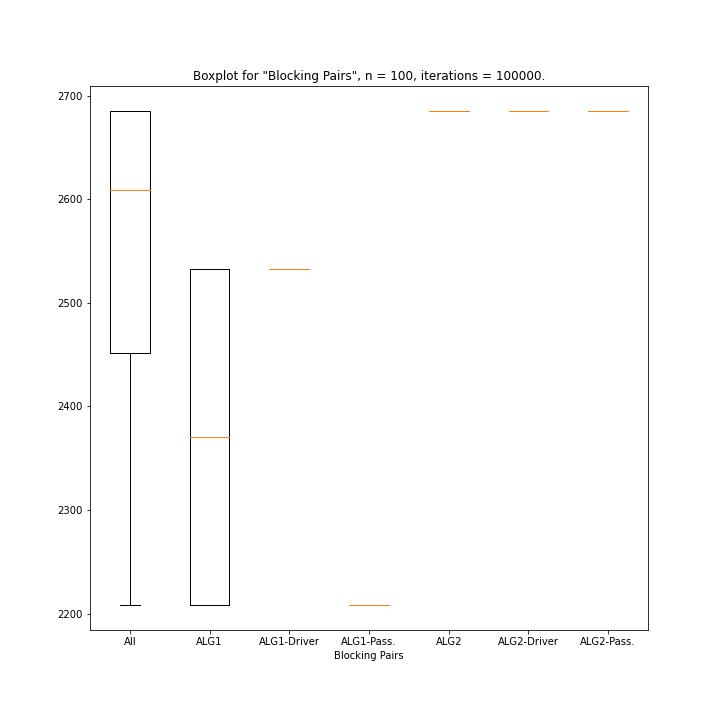 Boxplot for "Blocking Pairs", n = 100, iterations = 100000.
2700
2600
2500
2400
2300
2200
All ALG1 ALG1-Driver ALG1-Pass. ALG2 ALG2-Driver ALG2-Pass.
Blocking Pairs